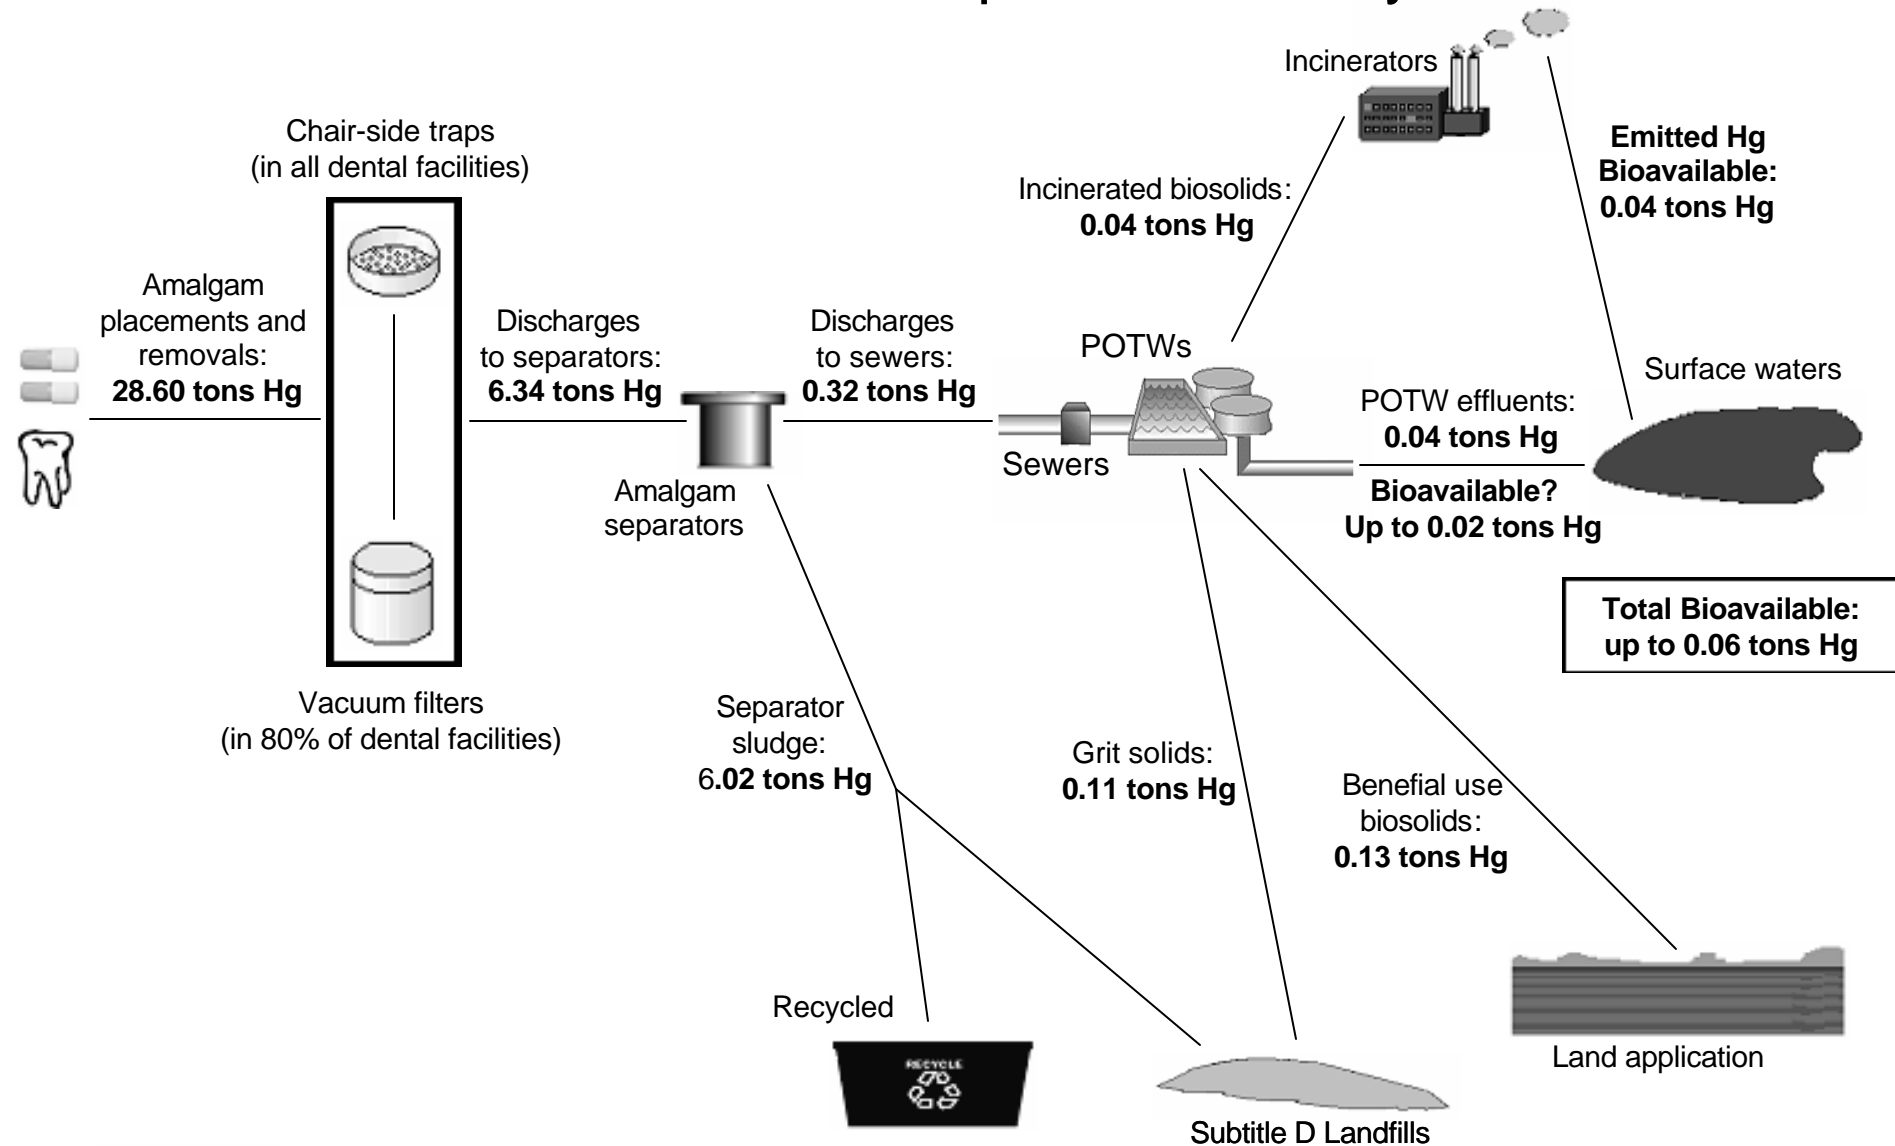 Incinerators
Chair-side traps
(in all dental facilities)
Emitted Hg
Bioavailable:
0.04 tons Hg
Incinerated biosolids:
0.04 tons Hg
Amalgam
placements and
removals:
28.60 tons Hg
Discharges
to separators:
6.34 tons Hg
Discharges
to sewers:
0.32 tons Hg
POTWs
Sewers
Surface waters
POTW effluents:
0.04 tons Hg
Bioavailable?
Up to 0.02 tons Hg
Amalgam
separators
Total Bioavailable:
up to 0.06 tons Hg
Vacuum filters
(in 80% of dental facilities)
Separator
sludge:
6.02 tons Hg
Grit solids:
0.11 tons Hg
Benefial use
biosolids:
0.13 tons Hg
Recycled
RECYCLE
Land application
Subtitle D Landfills